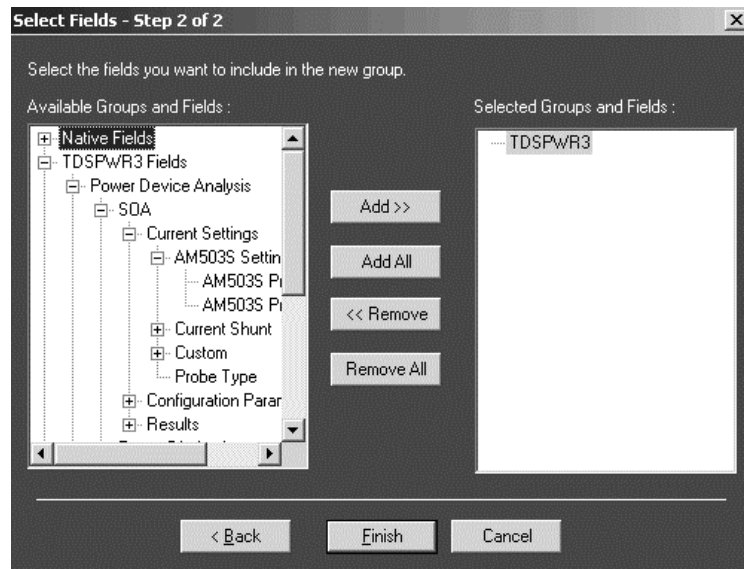 Select Fields - Step 2 of 2
Select the fields you want to include in the new group.
Available Groups and Fields :
Selected Groups and Fields :
Native Fields
TDSPWR3 Fields
Power Device Analysis
SOA
Current Settings
AM503S Settin
AM503S
AM503S
Current Shunt
Custom
Probe Type
Configuration Parar
Results
TDSPWR3
Add >>
Add All
<< Remove
Remove All
< Back
Finish
Cancel